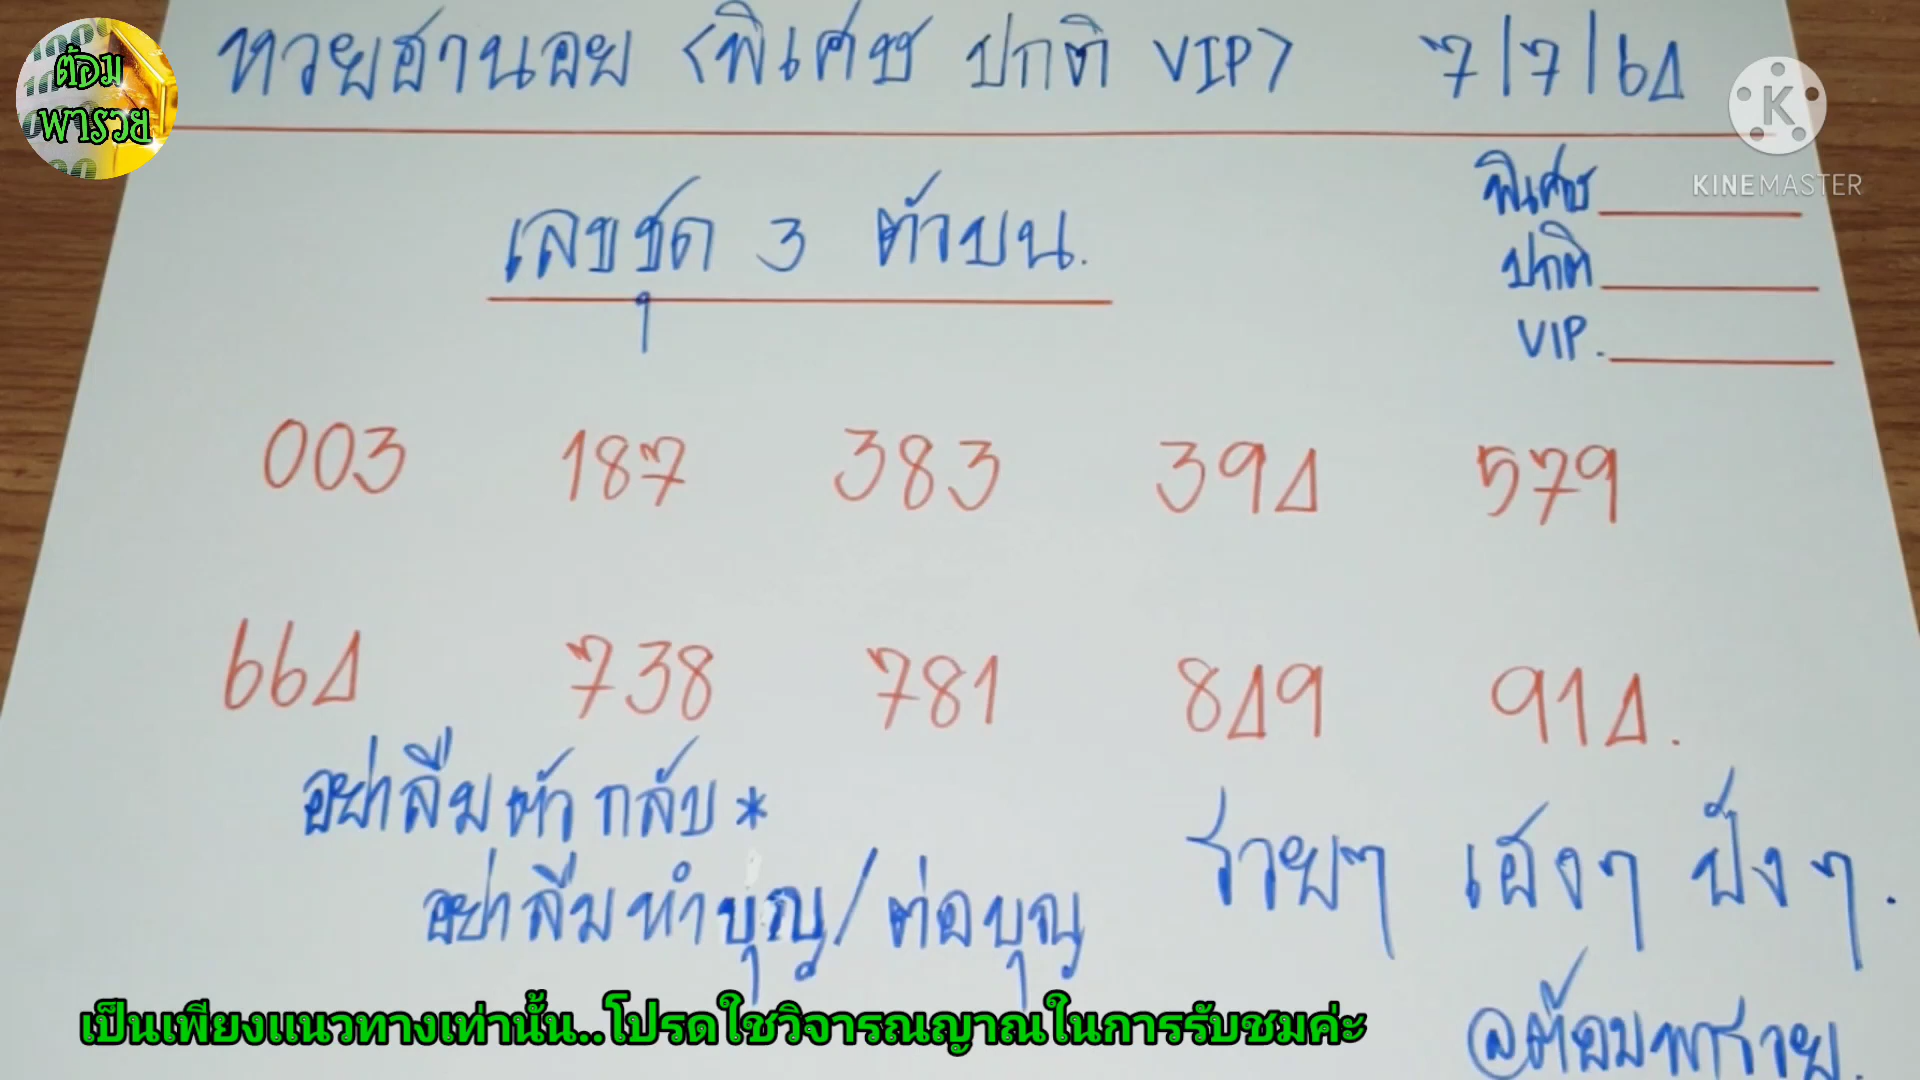 ต้อม
พารวย
หวยฮานอย <พิเศษ ปกติ VIP> 7/7/64
KINEMASTER
พิเศษ
ปกติ
VIP.
เลขชุด 3 ตัวบน.
003 187 383 394 579
664 738 781 849 914.
อย่าลืมหัวกลับ*
อย่าลืมทำบุญ/ต่อบุญ
รวยๆ เฮงๆ ปังๆ.
@ต้อมพารวย.
เป็นเพียงแนวทางเท่านั้น..โปรดใชวิจารณญาณในการรับชมค่ะ